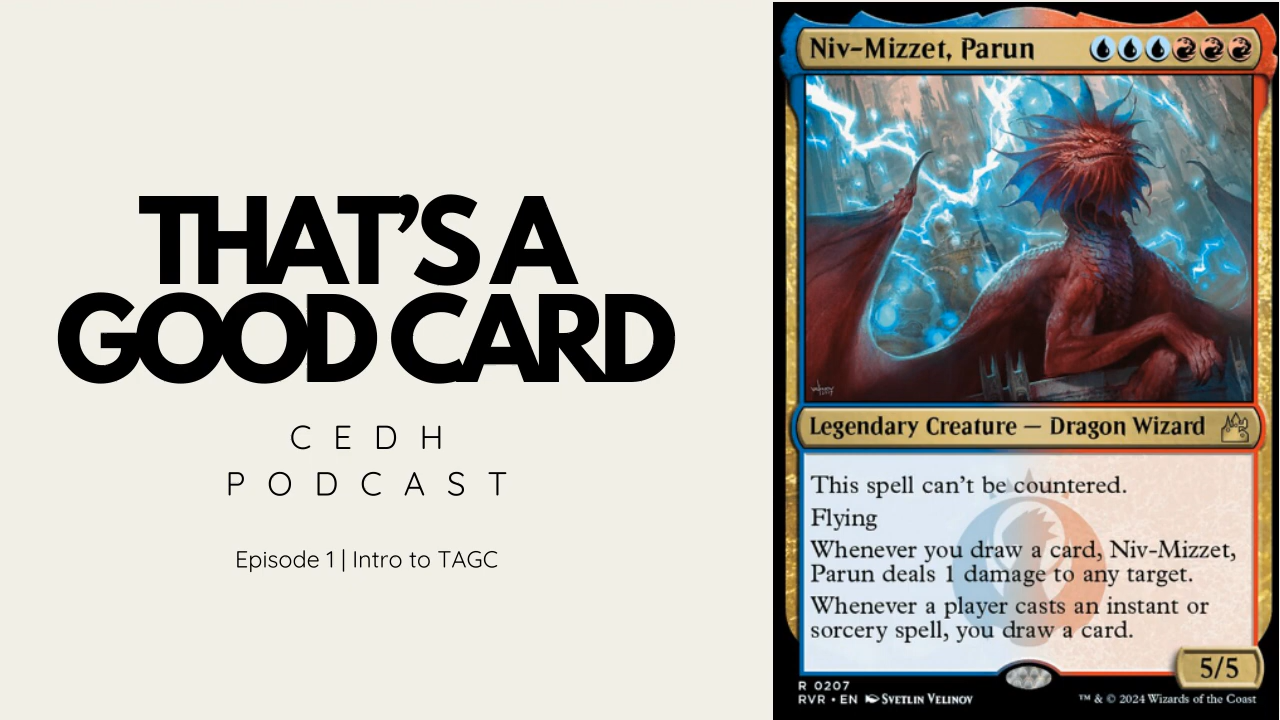 THAT'S A
GOOD CARD
CEDH
PODCAST
Episode 1 | Intro to TAGC
Niv-Mizzet, Parun
Legendary Creature — Dragon Wizard
This spell can't be countered.
Flying
Whenever you draw a card, Niv-Mizzet,
Parun deals 1 damage to any target.
Whenever a player casts an instant or
sorcery spell, you draw a card.
5/5
R 0207
RVR • EN SVETLIN VELINOV
™ & © 2024 Wizards of the Coast